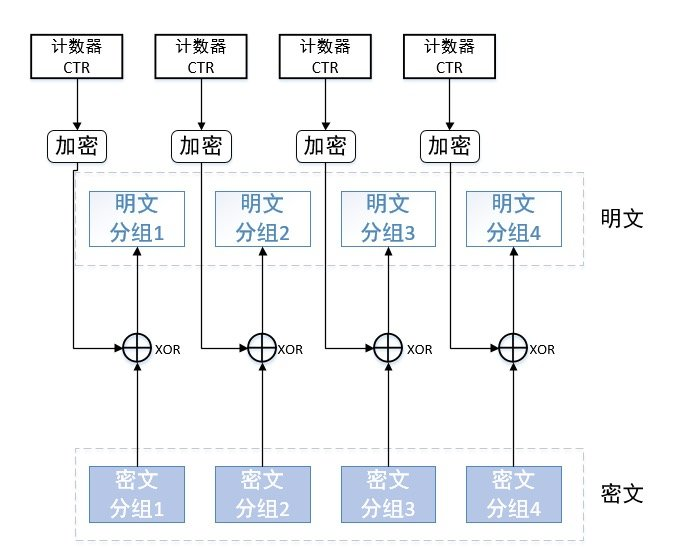 计数器
CTR
计数器
CTR
计数器
CTR
计数器
CTR
加密
加密
加密
加密
明文
分组1
明文
分组2
明文
分组3
明文
分组4
明文
XOR
XOR
XOR
XOR
密文
分组1
密文
分组2
密文
分组3
密文
分组4
密文